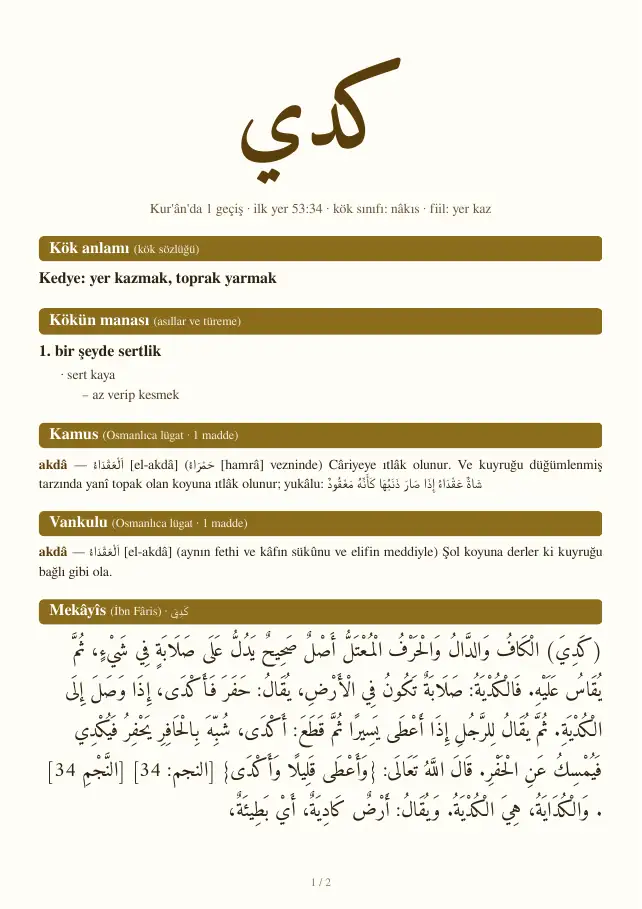 كدي
Kur'ân'da 1 geçiş · ilk yer 53:34 · kök sınıfı: nâkıs · fiil: yer kaz
Kök anlamı (kök sözlüğü)
Kedye: yer kazmak, toprak yarmak
Kökün manası (asıllar ve türeme)
1. bir şeyde sertlik
· sert kaya
– az verip kesmek
Kamus (Osmanlıca lügat · 1 madde)
akdâ — اَلْعَقْدَاءُ [el-akdâ] (حَمْرَاءُ [hamrâ] vezninde) Câriyeye ıtlâk olunur. Ve kuyruğu düğümlenmiş
tarzında yanî topak olan koyuna ıtlâk olunur; yukâlu: شَاةٌ عَقْدَاءُ إِذَا صَارَ ذَنَبُهَا كَأَنَّهُ مَعْقُودٌ
Vankulu (Osmanlıca lügat · 1 madde)
akdâ — اَلْعَقْدَاءُ [el-akdâ] (aynın fethi ve kâfın sükûnu ve elifin meddiyle) Şol koyuna derler ki kuyruğu
bağlı gibi ola.
Mekâyîs (İbn Fâris) · كَدِيَ
(كَدِيَ) الْكَافُ وَالدَّالُ وَالْحَرْفُ الْمُعْتَلُّ أَصْلٌ صَحِيحٌ يَدُلُّ عَلَى صَلَابَةٍ فِي شَيْءٍ، ثُمَّ
يُقَاسُ عَلَيْهِ. فَالْكُدْيَةُ: صَلَابَةٌ تَكُونُ فِي الْأَرْضِ، يُقَالُ: حَفَرَ فَأَكْدَى، إِذَا وَصَلَ إِلَى
الْكُدْيَةِ. ثُمَّ يُقَالُ لِلرَّجُلِ إِذَا أَعْطَى يَسِيرًا ثُمَّ قَطَعَ: أَكْدَى، شُبِّهَ بِالْحَافِرِ يَحْفِرُ فَيُكْدِي
فَيُمْسِكُ عَنِ الْحَفْرِ. قَالَ اللَّهُ تَعَالَى: {وَأَعْطَى قَلِيلًا وَأَكْدَى} [النجم: 34] [النَّجْمِ 34]
. وَالْكُدَايَةُ، هِيَ الْكُدْيَةُ. وَيُقَالُ: أَرْضٌ كَادِيَةٌ، أَيْ بَطِيئَةٌ،
1 / 2